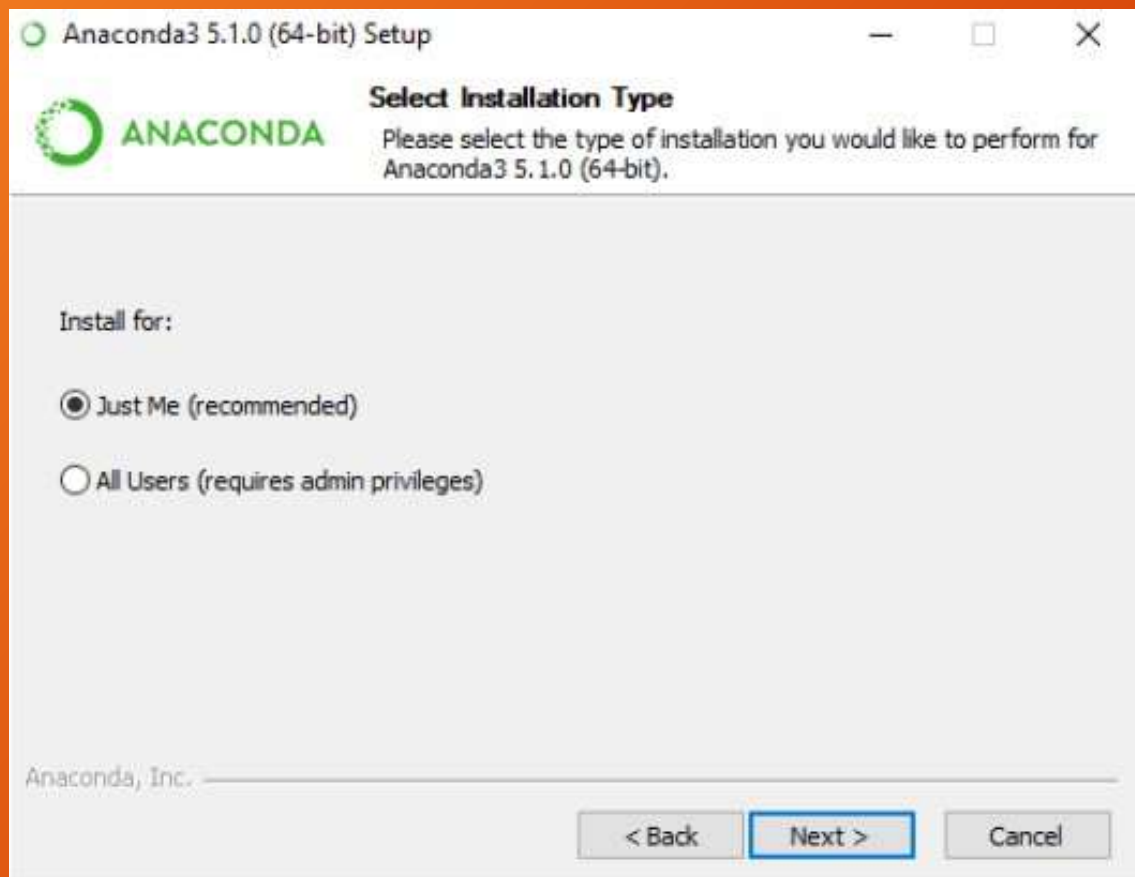 Anaconda3 5.1.0 (64-bit) Setup
ANACONDA
Select Installation Type
Please select the type of installation you would like to perform for
Anaconda3 5.1.0 (64-bit).
Install for:
Just Me (recommended)
All Users (requires admin privileges)
Anaconda, Inc.
< Back
Next >
Cancel